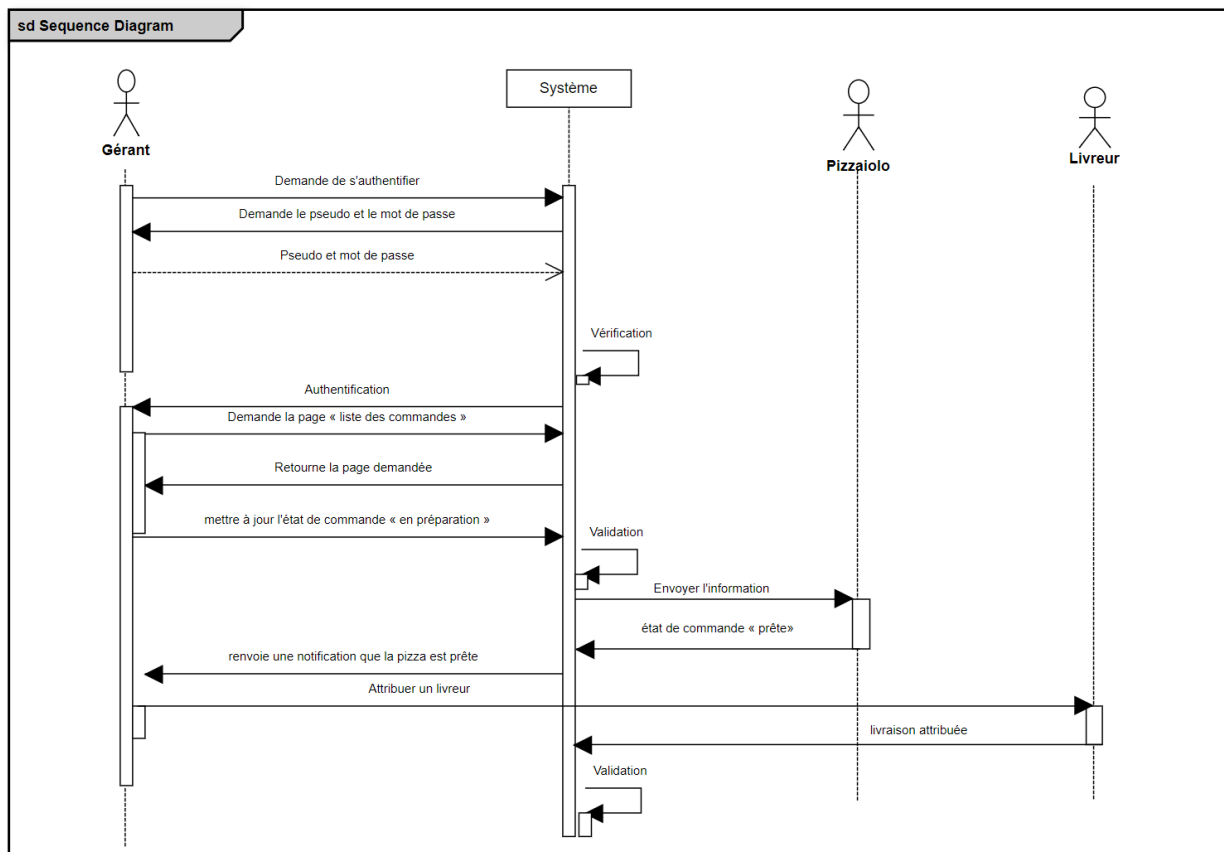 sd Sequence Diagram
Système
Gérant
Pizzaiolo
Livreur
Demande de s'authentifier
Demande le pseudo et le mot de passe
Pseudo et mot de passe
Vérification
Authentification
Demande la page « liste des commandes »
Retourne la page demandée
mettre à jour l'état de commande « en préparation »
Validation
Envoyer l'information
état de commande « prête»
renvoie une notification que la pizza est prête
Attribuer un livreur
livraison attribuée
Validation